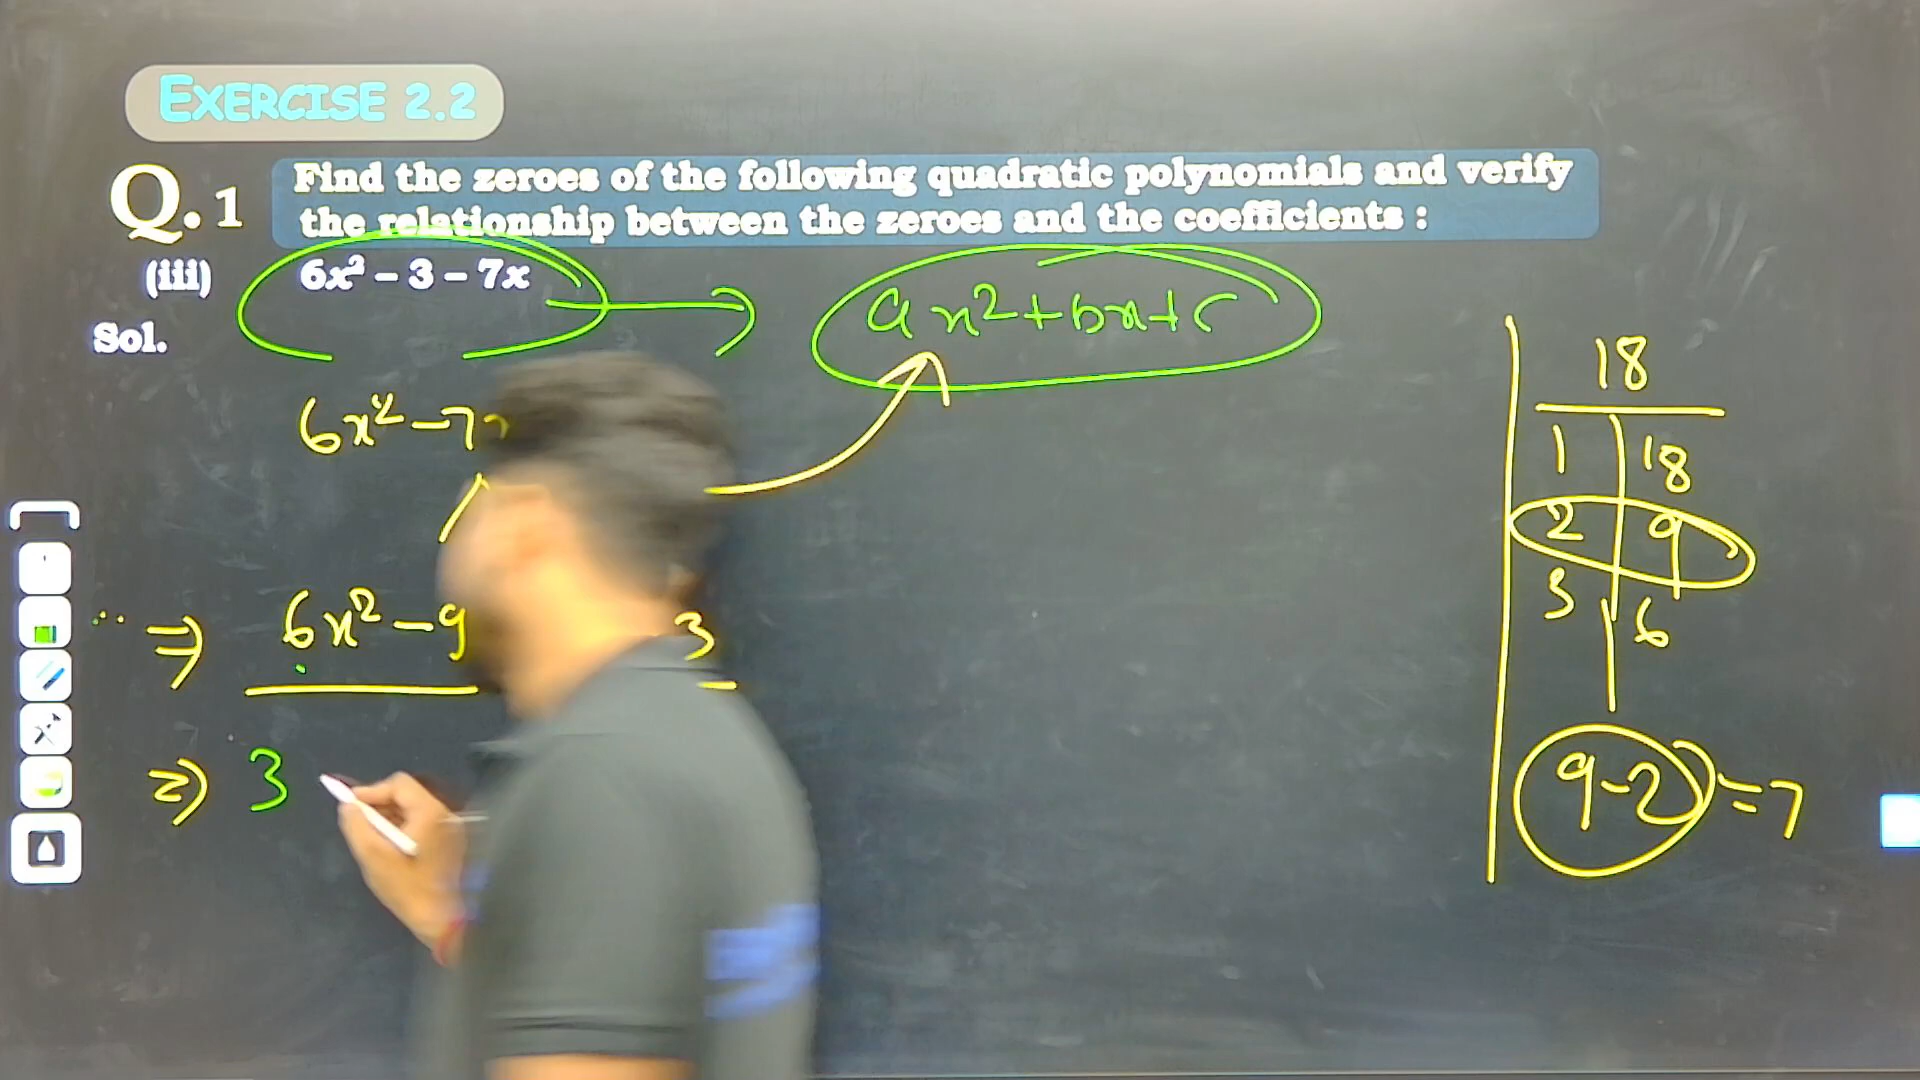 EXERCISE 2.2
Q. 1 Find the zeroes of the following quadratic polynomials and verify
the relationship between the zeroes and the coefficients :
(iii) 6x² – 3 – 7x
ax²+bx+c
Sol.
6x²-7x
⇒ 6x²-9 3
⇒ 3
18
1 18
2 9
3 6
9-2 =7